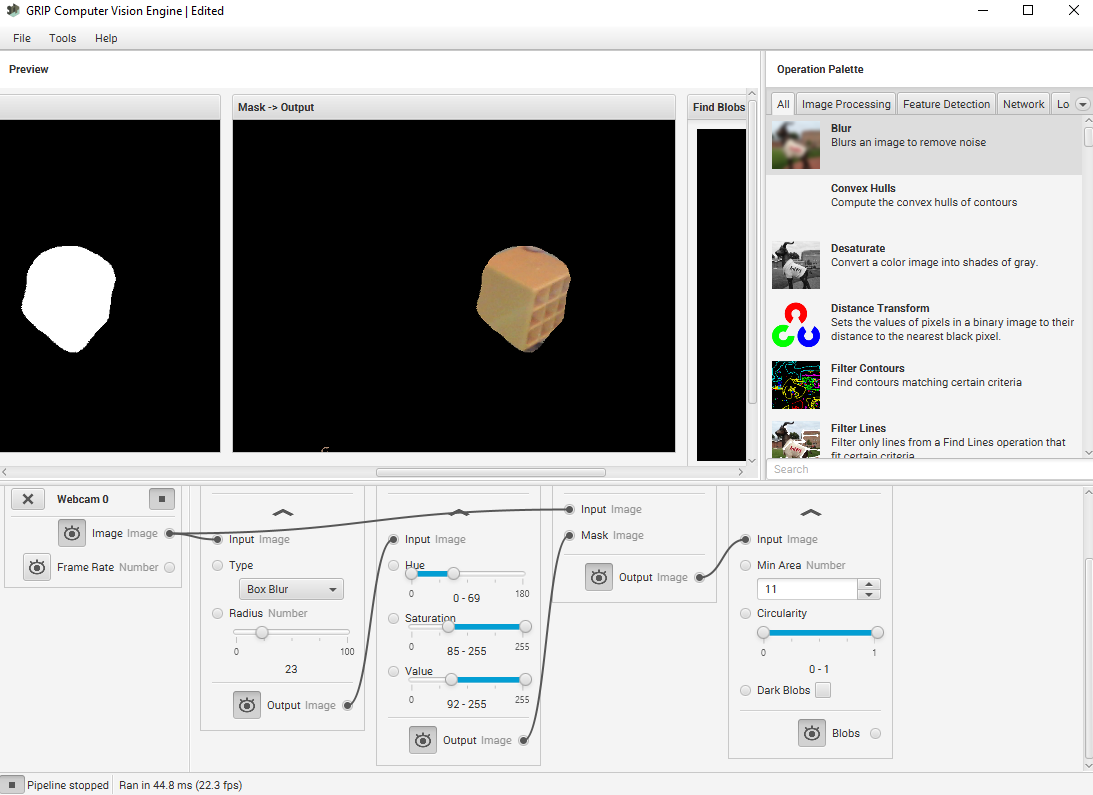 GRIP Computer Vision Engine | Edited
File Tools Help
Preview
Mask -> Output
Find Blobs
Operation Palette
All Image Processing Feature Detection Network Lo
Blur
Blurs an image to remove noise
Convex Hulls
Compute the convex hulls of contours
Desaturate
Convert a color image into shades of gray.
Distance Transform
Sets the values of pixels in a binary image to their
distance to the nearest black pixel.
Filter Contours
Find contours matching certain criteria
Filter Lines
Filter only lines from a Find Lines operation that
fit certain criteria
Search
Webcam 0
Image Image
Frame Rate Number
Input Image
Type
Box Blur
Radius Number
0 100
23
Output Image
Input Image
Hue
0 180
0 - 69
Saturation
0 255
85 - 255
Value
0 255
92 - 255
Output Image
Input Image
Mask Image
Output Image
Input Image
Min Area Number
11
Circularity
0 1
0 - 1
Dark Blobs
Blobs
Pipeline stopped Ran in 44.8 ms (22.3 fps)